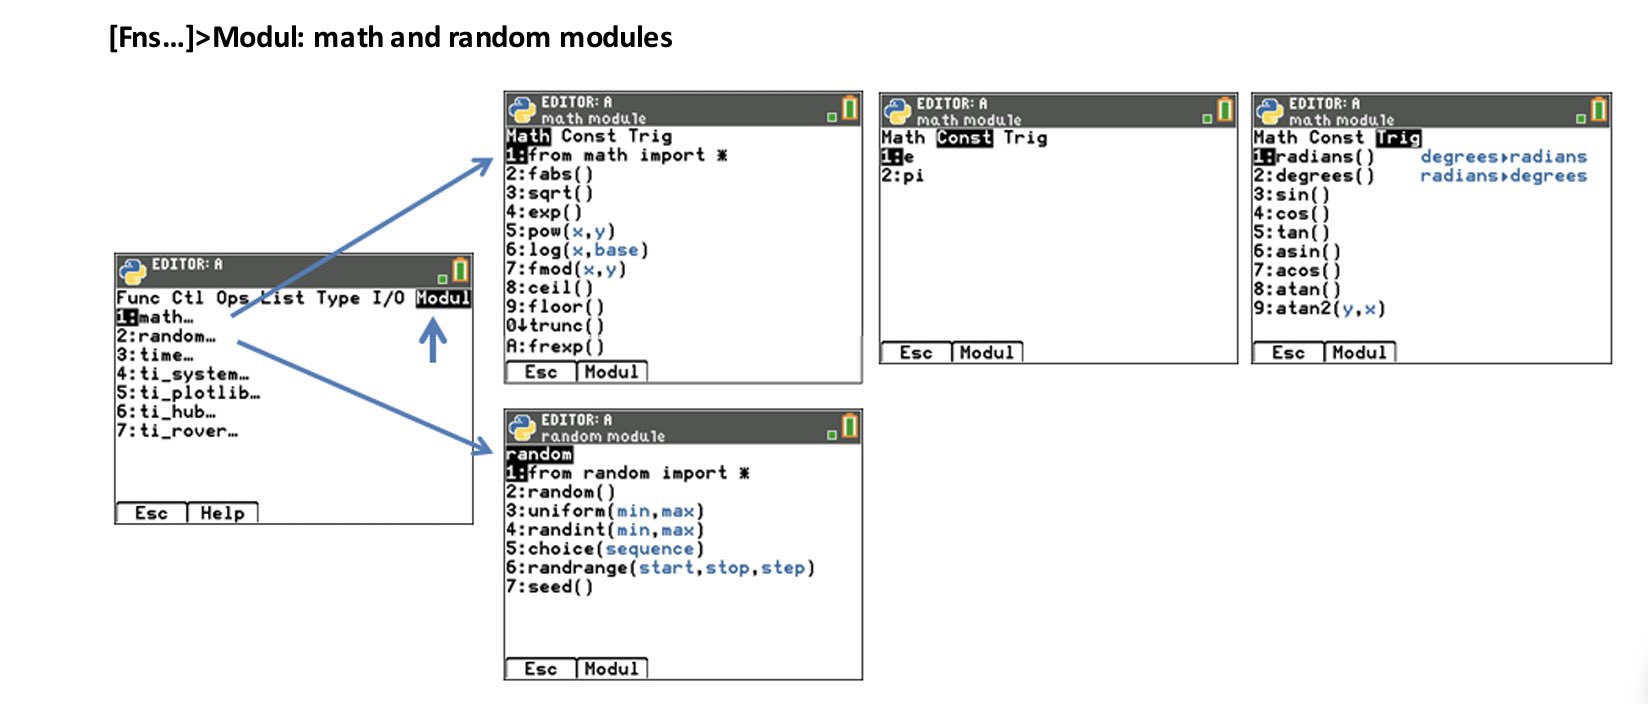 [Fns...]>Modul: math and random modules
EDITOR: A
Func Ctl Ops List Type I/O Modul
1:math…
2:random…
3:time…
4:ti_system…
5:ti_plotlib…
6:ti_hub…
7:ti_rover…
Esc Help
EDITOR: A
math module
Math Const Trig
1:from math import *
2:fabs()
3:sqrt()
4:exp()
5:pow(x,y)
6:log(x,base)
7:fmod(x,y)
8:ceil()
9:floor()
0↓trunc()
A:frexp()
Esc Modul
EDITOR: A
math module
Math Const Trig
1:e
2:pi
Esc Modul
EDITOR: A
math module
Math Const Trig
1:radians() degrees▸radians
2:degrees() radians▸degrees
3:sin()
4:cos()
5:tan()
6:asin()
7:acos()
8:atan()
9:atan2(y,x)
Esc Modul
EDITOR: A
random module
random
1:from random import *
2:random()
3:uniform(min,max)
4:randint(min,max)
5:choice(sequence)
6:randrange(start,stop,step)
7:seed()
Esc Modul